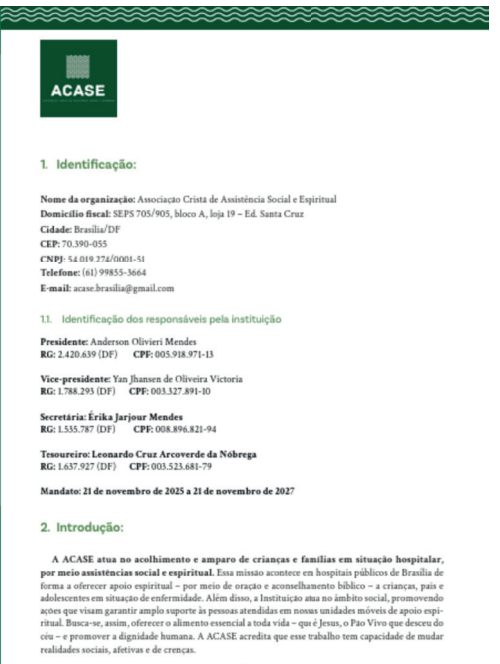 ACASE
1. Identificação:
Nome da organização: Associação Cristã de Assistência Social e Espiritual
Domicílio fiscal: SEPS 705/905, bloco A, loja 19 – Ed. Santa Cruz
Cidade: Brasília/DF
CEP: 70.390-055
CNPJ: 54.019.274/0001-51
Telefone: (61) 99855-3664
E-mail: acase.brasilia@gmail.com
1.1. Identificação dos responsáveis pela instituição
Presidente: Anderson Olivieri Mendes
RG: 2.420.639 (DF) CPF: 005.918.971-13
Vice-presidente: Yan Jhansen de Oliveira Victoria
RG: 1.788.293 (DF) CPF: 003.327.891-10
Secretária: Érika Jarjour Mendes
RG: 1.535.787 (DF) CPF: 008.896.821-94
Tesoureiro: Leonardo Cruz Arcoverde da Nóbrega
RG: 1.637.927 (DF) CPF: 003.523.681-79
Mandato: 21 de novembro de 2025 a 21 de novembro de 2027
2. Introdução:
A ACASE atua no acolhimento e amparo de crianças e famílias em situação hospitalar,
por meio assistências social e espiritual. Essa missão acontece em hospitais públicos de Brasília de
forma a oferecer apoio espiritual – por meio de oração e aconselhamento bíblico – a crianças, pais e
adolescentes em situação de enfermidade. Além disso, a Instituição atua no âmbito social, promovendo
ações que visam garantir amplo suporte às pessoas atendidas em nossas unidades móveis de apoio espi-
ritual. Busca-se, assim, oferecer o alimento essencial a toda vida – que é Jesus, o Pão Vivo que desceu do
céu – e promover a dignidade humana. A ACASE acredita que esse trabalho tem capacidade de mudar
realidades sociais, afetivas e de crenças.